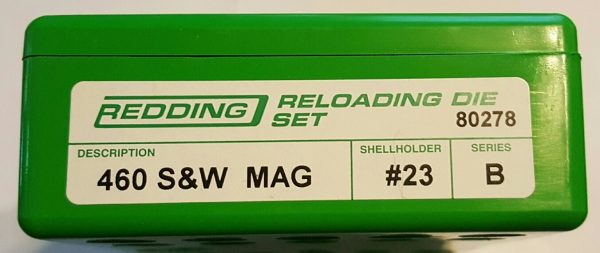 REDDING RELOADING DIE
SET 80278
DESCRIPTION SHELLHOLDER SERIES
460 S&W MAG #23 B